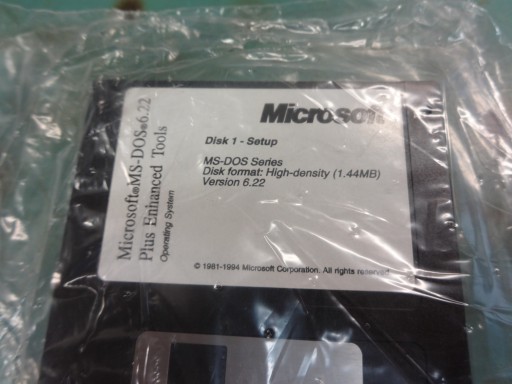 Microsoft®MS-DOS®6.22
Plus Enhanced Tools
Operating System
Microsoft
Disk 1 - Setup
MS-DOS Series
Disk format: High-density (1.44MB)
Version 6.22
© 1981-1994 Microsoft Corporation. All rights reserved.